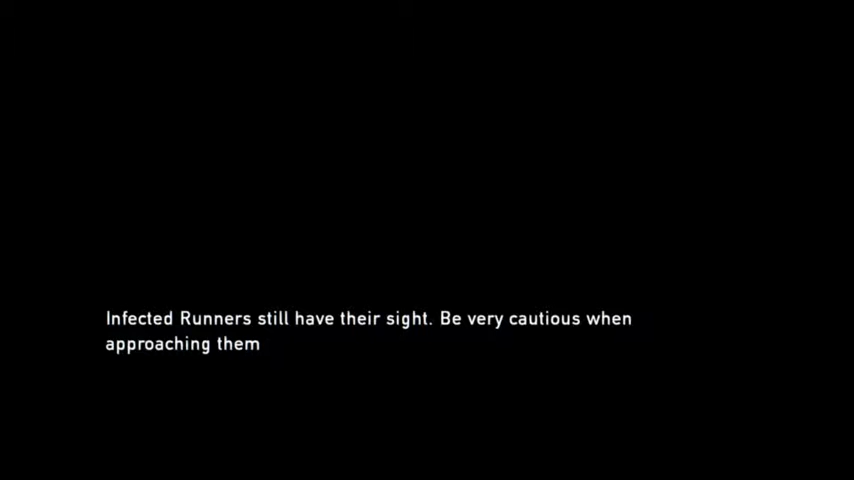 Infected Runners still have their sight. Be very cautious when
approaching them